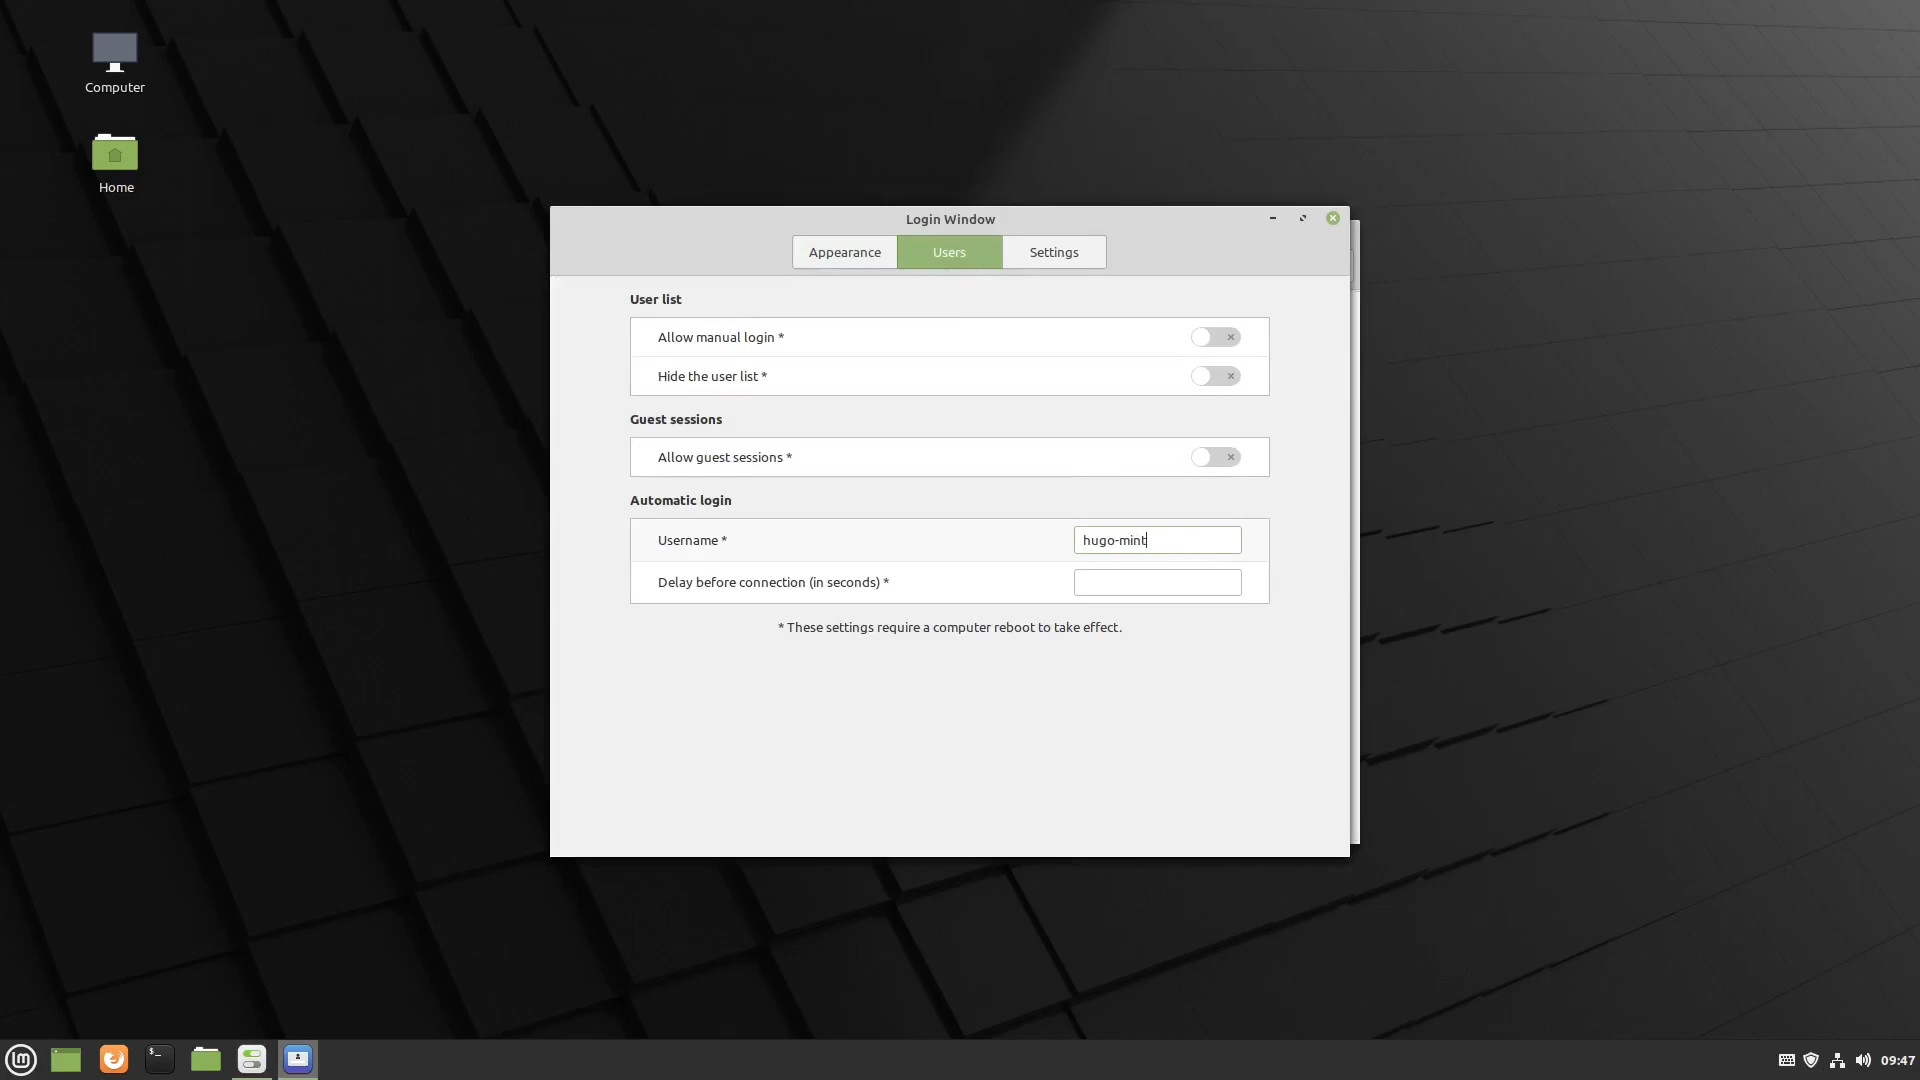 Computer
Home
Login Window
Appearance Users Settings
User list
Allow manual login *
Hide the user list *
Guest sessions
Allow guest sessions *
Automatic login
Username * hugo-mint
Delay before connection (in seconds) *
* These settings require a computer reboot to take effect.
09:47